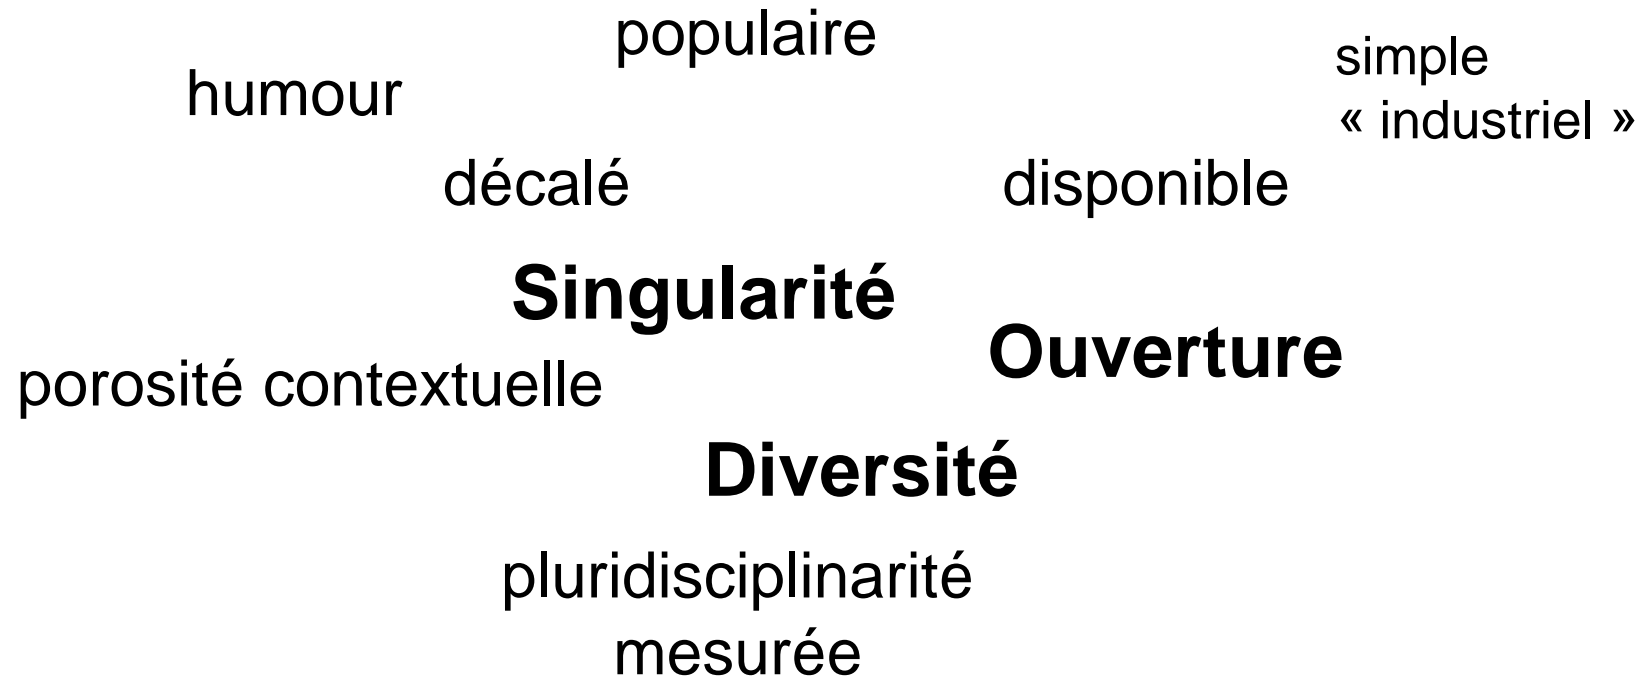 populaire
simple
humour
« industriel »
décalé
disponible
Singularité
Ouverture
porosité contextuelle
Diversité
pluridisciplinarité
mesurée